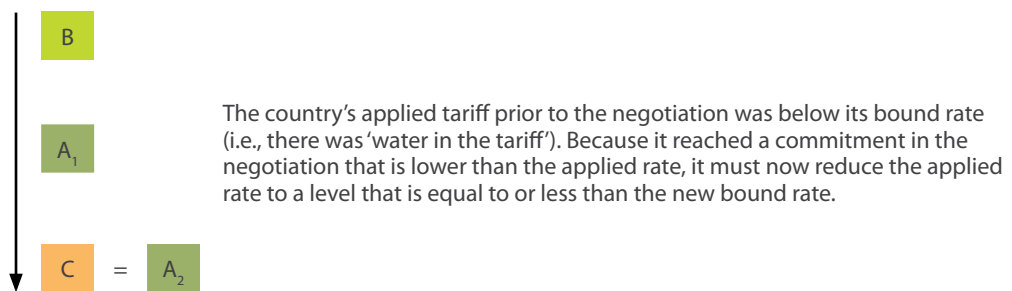 B
The country’s applied tariff prior to the negotiation was below its bound rate
(i.e., there was ‘water in the tariff’). Because it reached a commitment in the
A₁
negotiation that is lower than the applied rate, it must now reduce the applied
rate to a level that is equal to or less than the new bound rate.
C = A₂